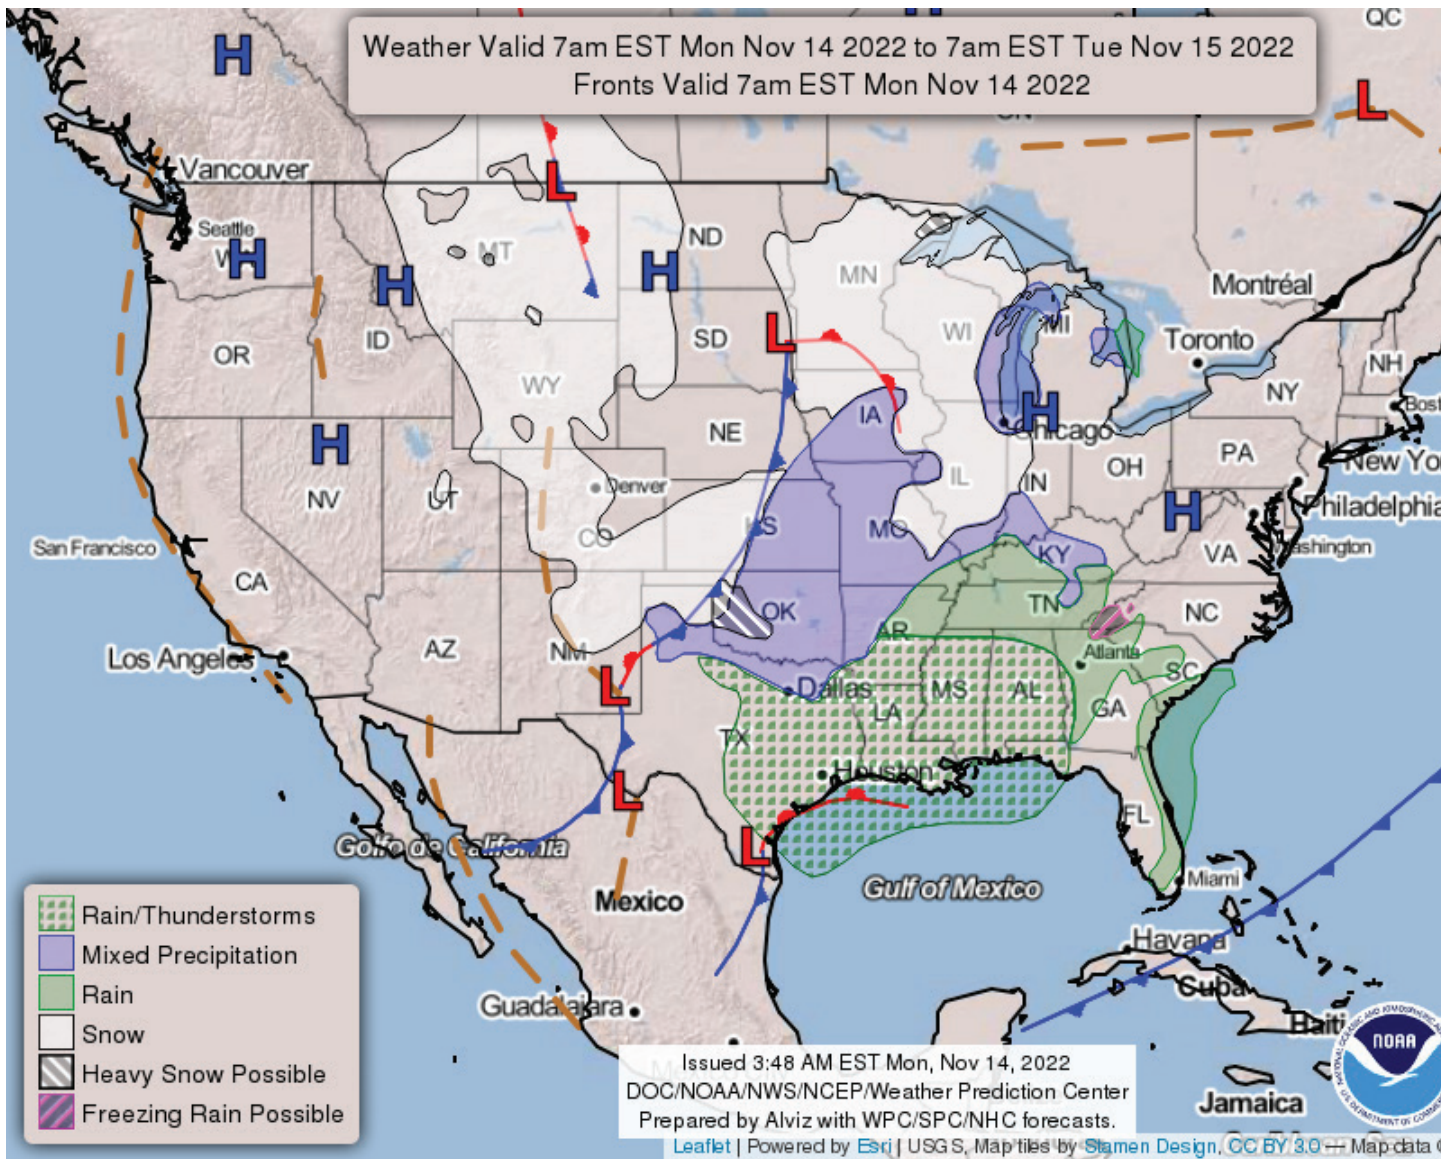 QC
Weather Valid 7am EST Mon Nov 14 2022 to 7am EST Tue Nov 15 2022
Fronts Valid 7am EST Mon Nov 14 2022
H
L
ON
Vancouver
L
Seattle
W
H
MT
ND
H
H
MN
Montréal
OR
ID
SD
L
WI
MI
Toronto
NH
WY
NY
Bost
IA
H
Chicago
NE
H
NV
UT
Denver
IL
IN
OH
PA
New Yo
Philadelphia
H
San Francisco
CO
KS
MO
KY
VA
Washington
CA
OK
TN
NC
Los Angeles
AZ
NM
AR
Atlanta
SC
L
Dallas
MS
AL
GA
LA
TX
Houston
L
FL
Golfo de California
L
Gulf of Mexico
Miami
Mexico
Rain/Thunderstorms
Mixed Precipitation
Rain
Snow
Heavy Snow Possible
Freezing Rain Possible
Havana
Cuba
Guadalajara
Haiti
NOAA
Jamaica
Issued 3:48 AM EST Mon, Nov 14, 2022
DOC/NOAA/NWS/NCEP/Weather Prediction Center
Prepared by Alviz with WPC/SPC/NHC forecasts.
Leaflet | Powered by Esri | USGS, Map tiles by Stamen Design, CC BY 3.0 — Map data ©